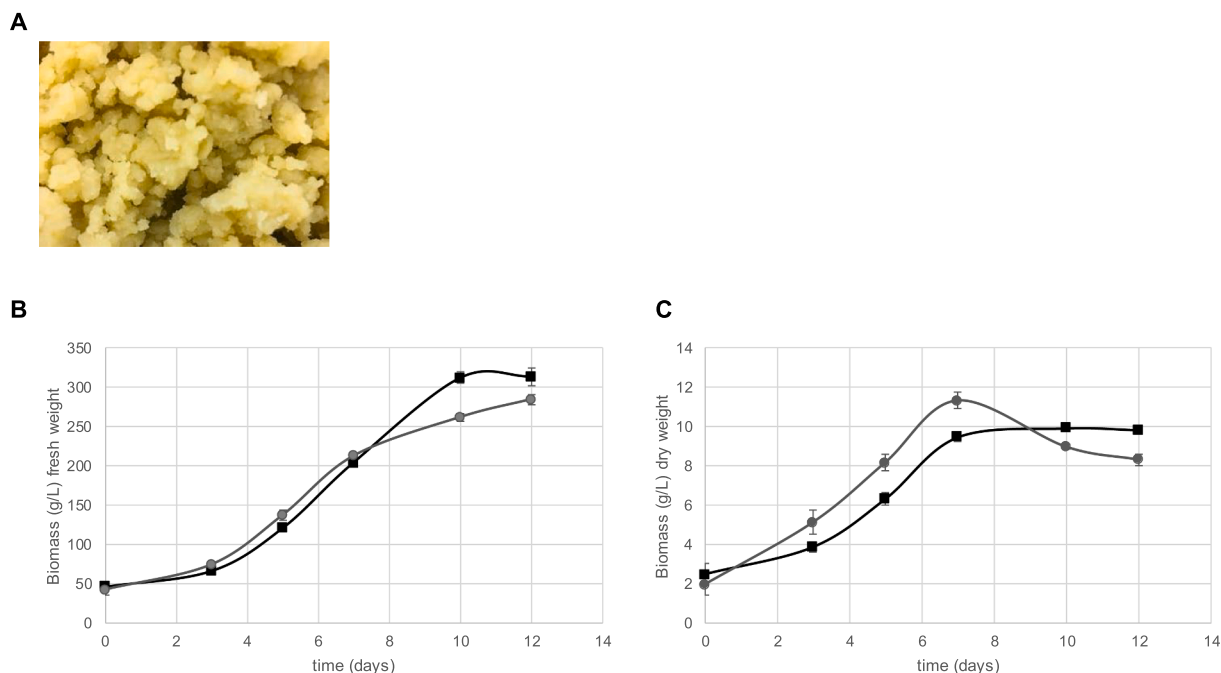 A
B
C
350
300
250
200
150
100
50
0
Biomass (g/L) fresh weight
0 2 4 6 8 10 12 14
time (days)
14
12
10
8
6
4
2
0
Biomass (g/L) dry weight
0 2 4 6 8 10 12 14
time (days)